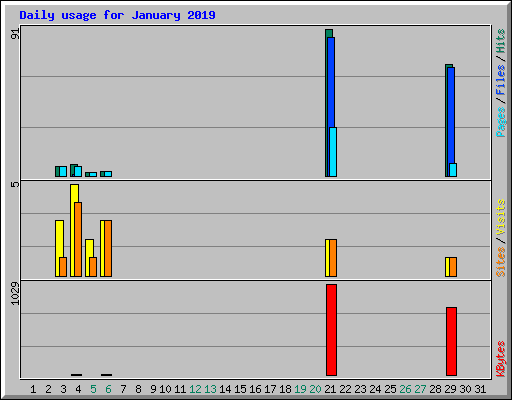 Daily usage for January 2019
91
Pages / Files / Hits
5
Sites / Visits
1029
KBytes
1 2 3 4 5 6 7 8 9 10 11 12 13 14 15 16 17 18 19 20 21 22 23 24 25 26 27 28 29 30 31